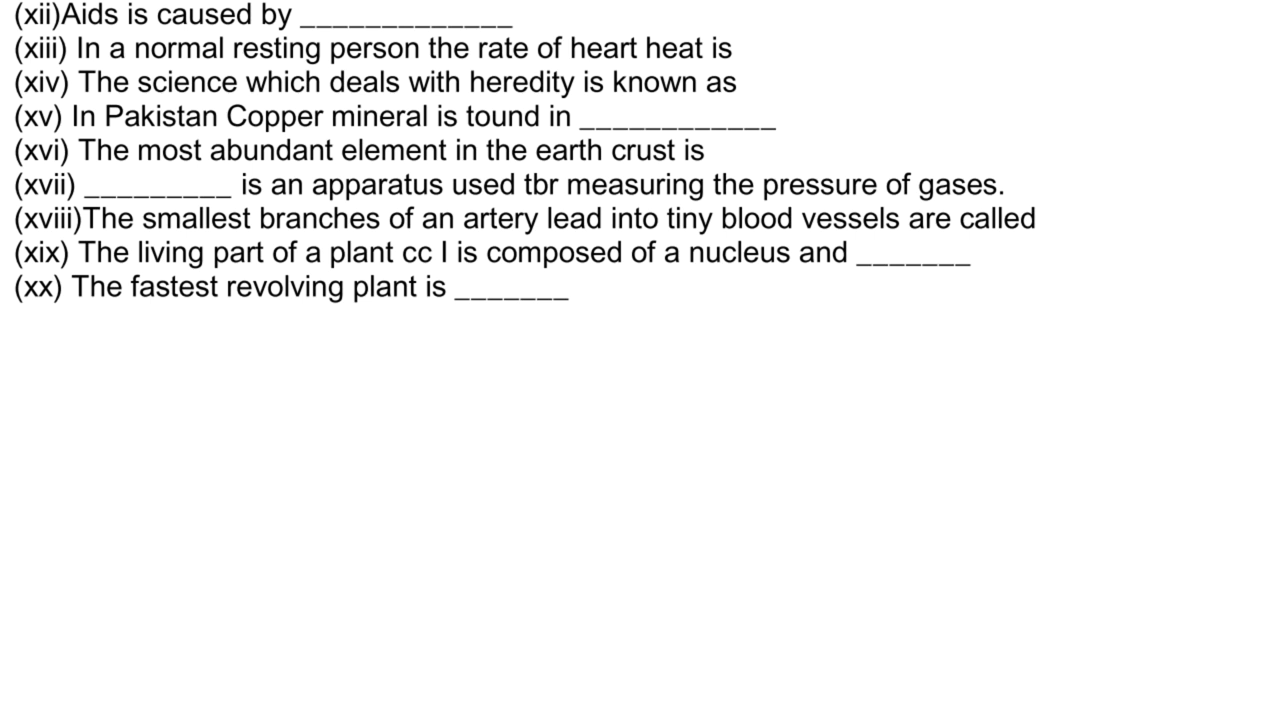 (xii)Aids is caused by _____________
(xiii) In a normal resting person the rate of heart heat is
(xiv) The science which deals with heredity is known as
(xv) In Pakistan Copper mineral is tound in ____________
(xvi) The most abundant element in the earth crust is
(xvii) _________ is an apparatus used tbr measuring the pressure of gases.
(xviii)The smallest branches of an artery lead into tiny blood vessels are called
(xix) The living part of a plant cc l is composed of a nucleus and _______
(xx) The fastest revolving plant is _______